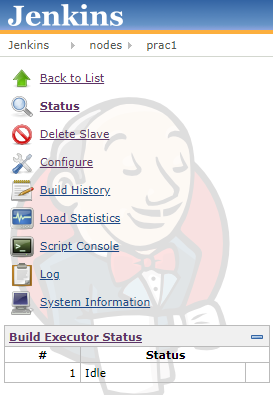 Jenkins
Jenkins nodes prac1
Back to List
Status
Delete Slave
Configure
Build History
Load Statistics
Script Console
Log
System Information
Build Executor Status
# Status
1 Idle